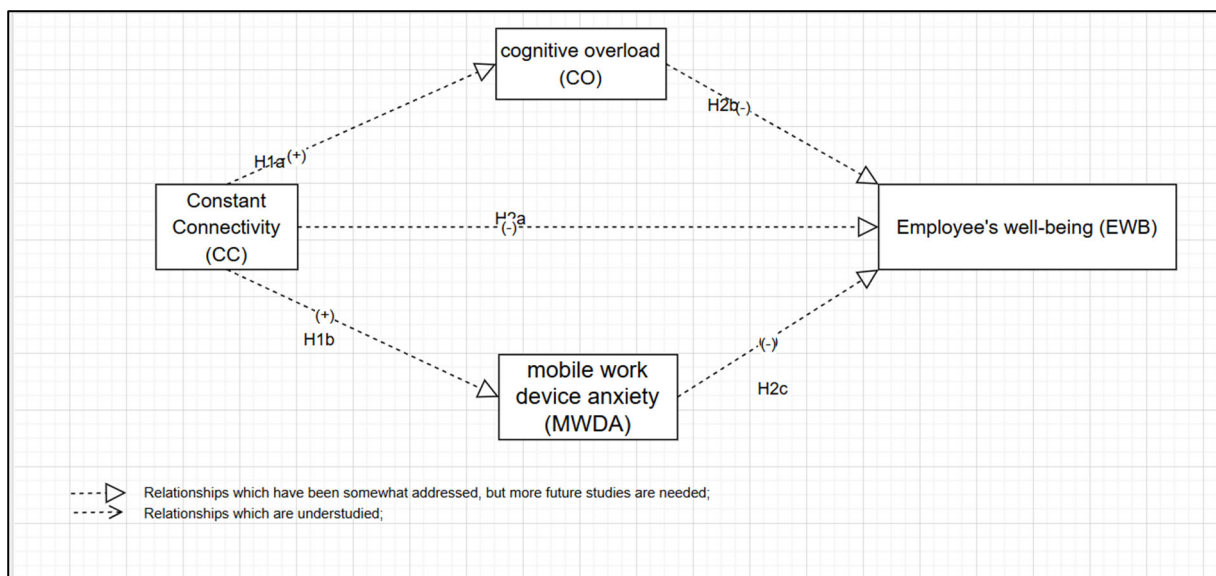 cognitive overload
(CO)
H2b(-)
H1a(+)
Constant
Connectivity
(CC)
(-)
Employee's well-being (EWB)
(+)
H1b
mobile work
device anxiety
(MWDA)
(-)
H2c
Relationships which have been somewhat addressed, but more future studies are needed;
Relationships which are understudied;